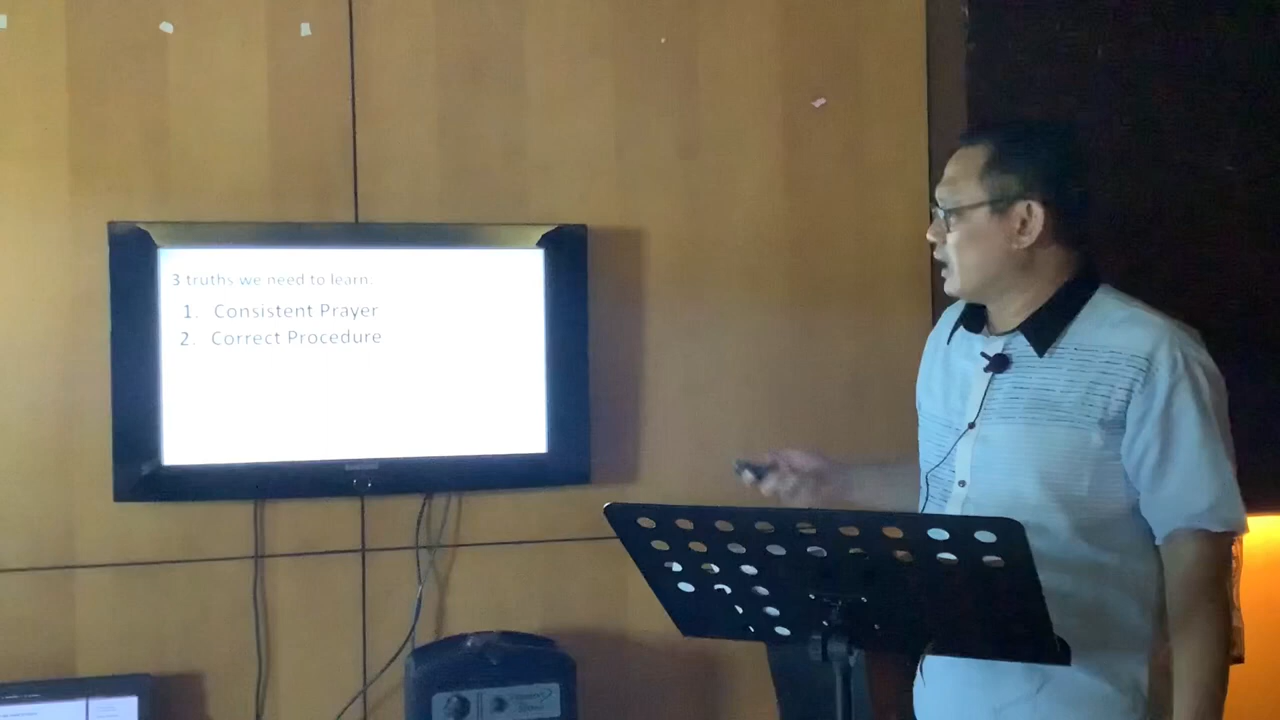 3 truths we need to learn.
1. Consistent Prayer
2. Correct Procedure